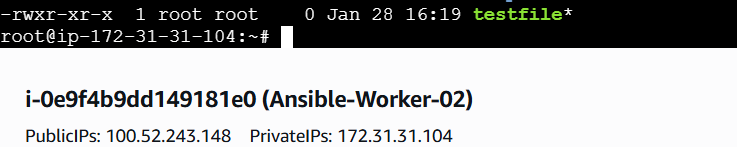 -rwxr-xr-x  1 root root    0 Jan 28 16:19 testfile*
root@ip-172-31-31-104:~#
i-0e9f4b9dd149181e0 (Ansible-Worker-02)
PublicIPs: 100.52.243.148    PrivateIPs: 172.31.31.104